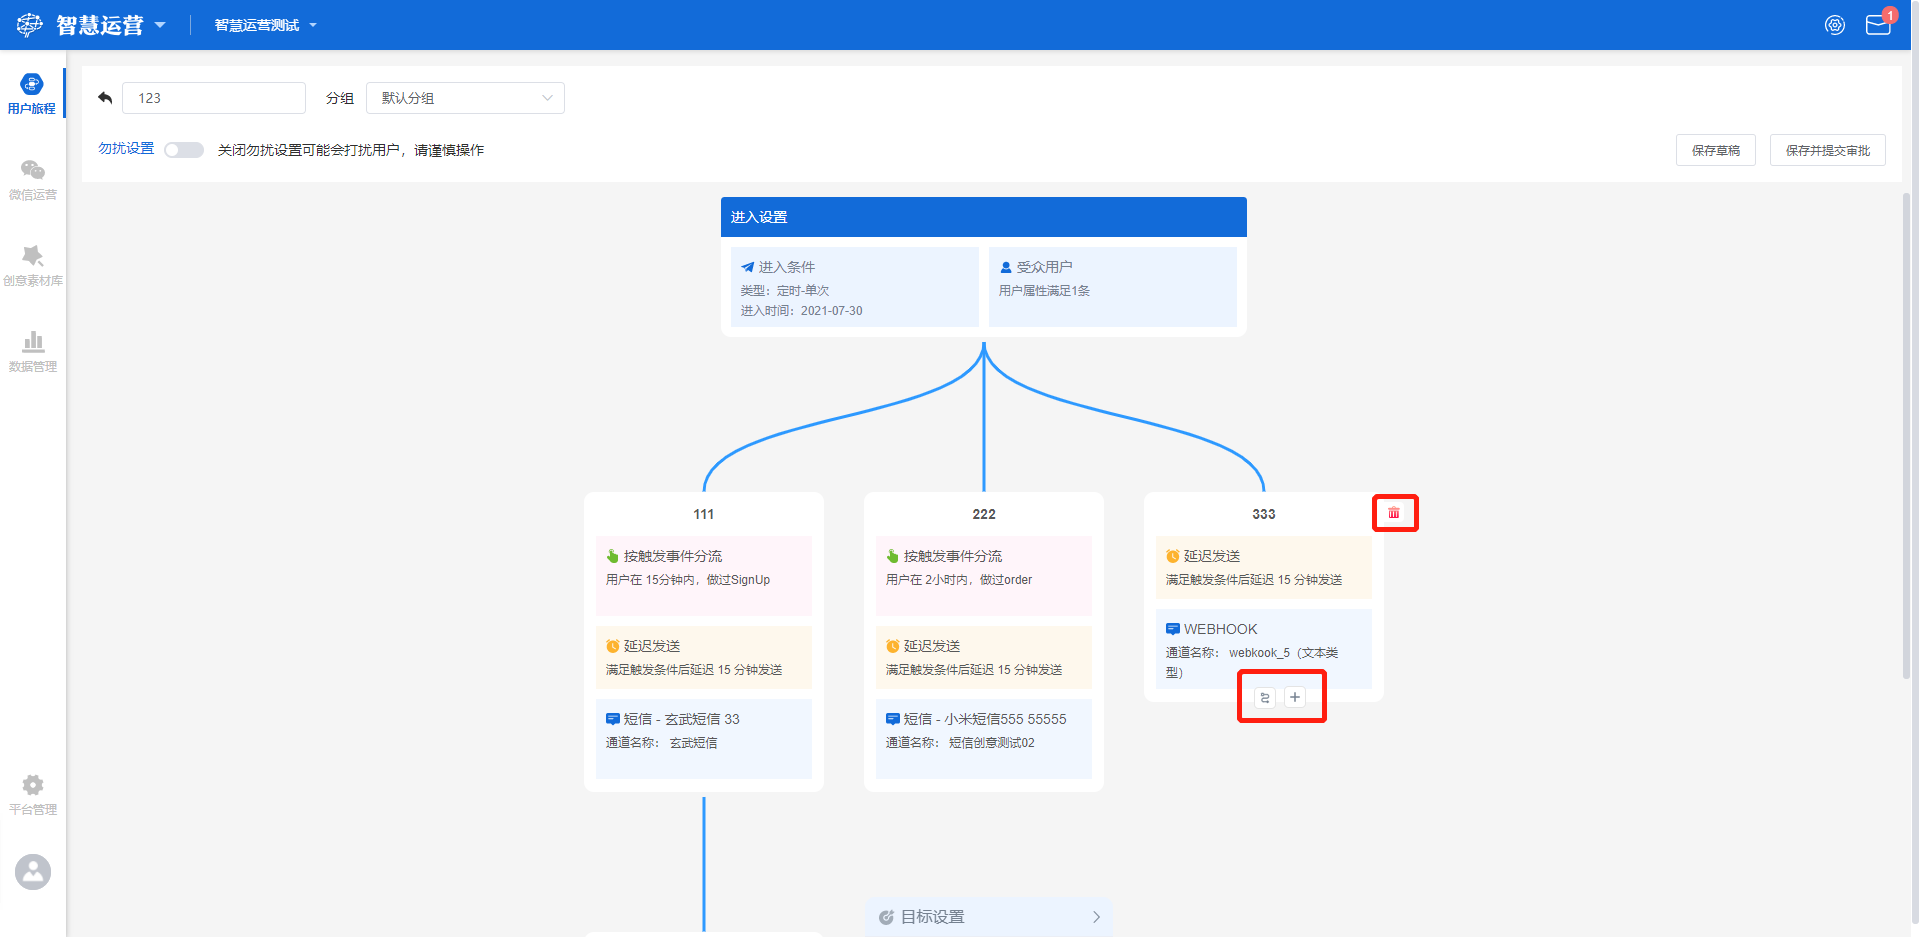 智慧运营
智慧运营测试
1
用户旅程
微信运营
创意素材库
数据管理
平台管理
123
分组
默认分组
勿扰设置
关闭勿扰设置可能会打扰用户，请谨慎操作
保存草稿
保存并提交审批
进入设置
进入条件
类型：定时-单次
进入时间：2021-07-30
受众用户
用户属性满足1条
111
按触发事件分流
用户在 15分钟内，做过SignUp
延迟发送
满足触发条件后延迟 15 分钟发送
短信 - 玄武短信 33
通道名称： 玄武短信
222
按触发事件分流
用户在 2小时内，做过order
延迟发送
满足触发条件后延迟 15 分钟发送
短信 - 小米短信555 55555
通道名称： 短信创意测试02
333
延迟发送
满足触发条件后延迟 15 分钟发送
WEBHOOK
通道名称： webkook_5（文本类
型）
目标设置